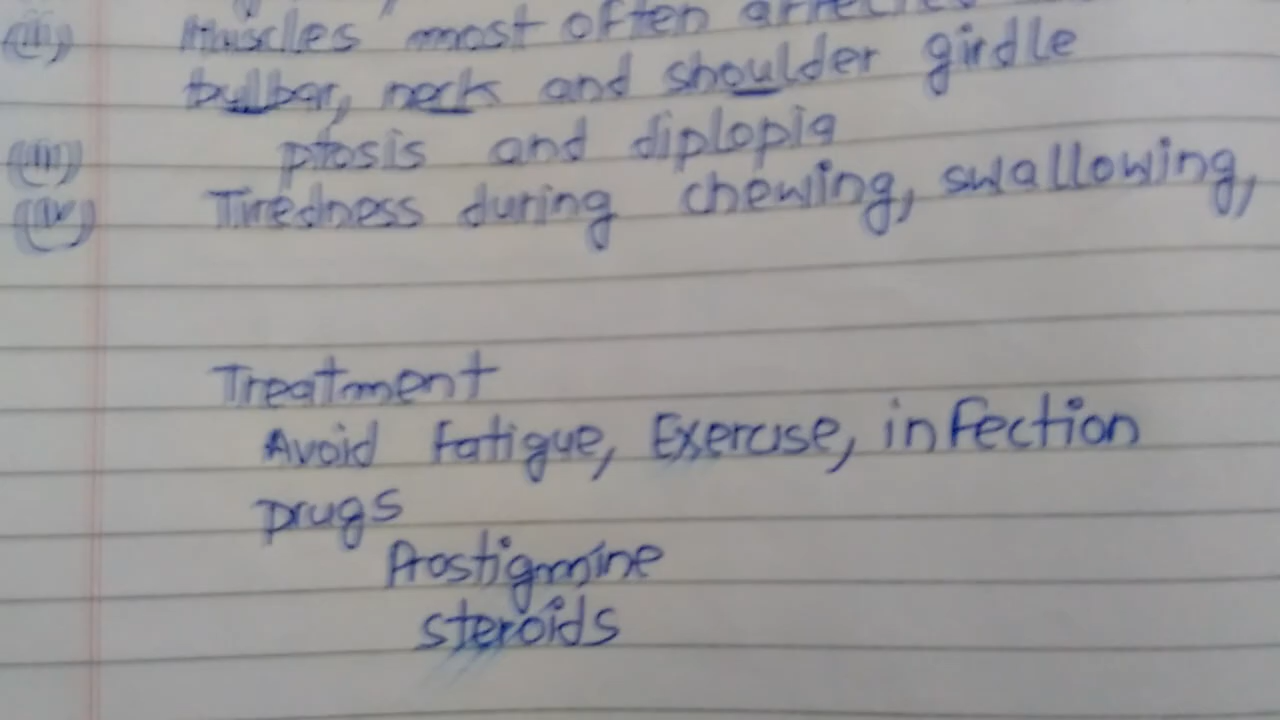 (ii) Muscles most often affected
bulbar, neck and shoulder girdle
(iii) ptosis and diplopia
(iv) Tiredness during chewing, swallowing,
Treatment
Avoid Fatigue, Exercise, infection
Drugs
Prostigmine
steroids